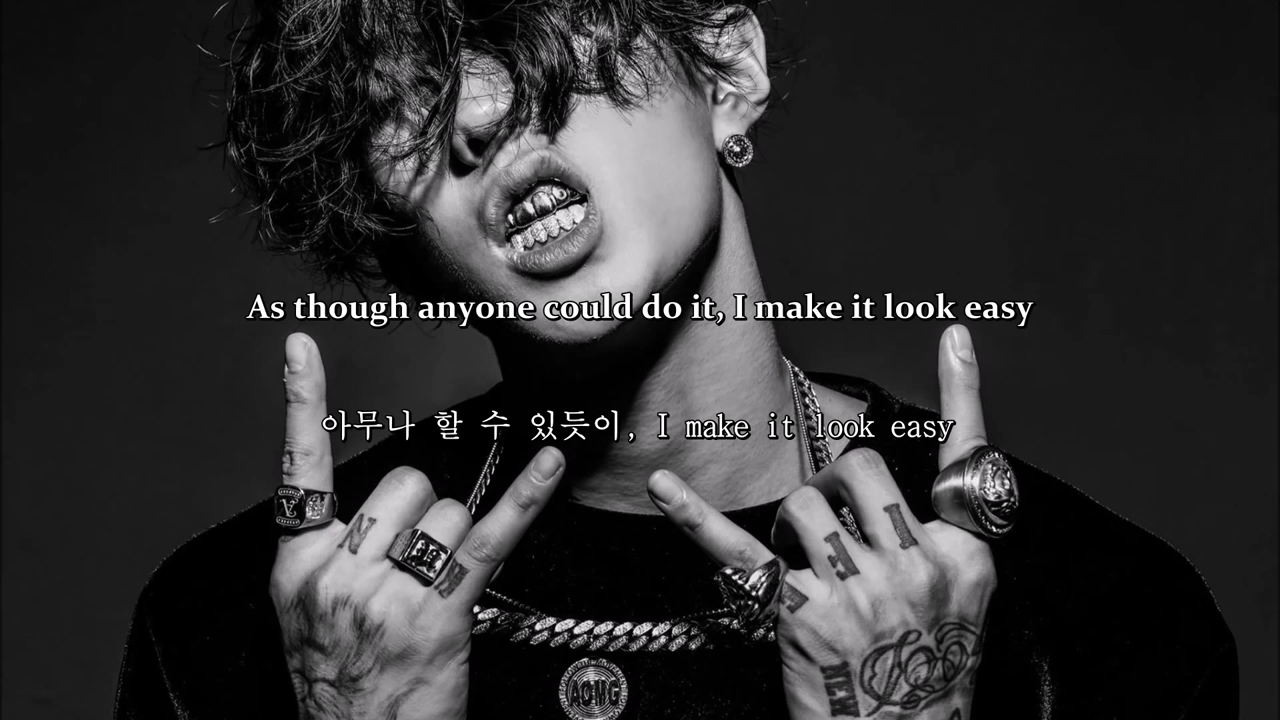 As though anyone could do it, I make it look easy
아무나 할 수 있듯이, I make it look easy
AOMG
NEW